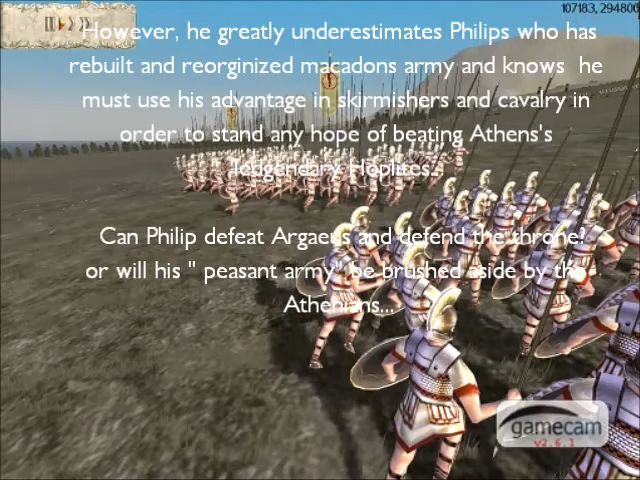 107183, 294806
However, he greatly underestimates Philips who has
rebuilt and reorginized macadons army and knows he
must use his advantage in skirmishers and cavalry in
order to stand any hope of beating Athens's
ledgendary Hoplites...
Can Philip defeat Argaeus and defend the throne?
or will his " peasant army" be brushed aside by the
Athenians...
gamecam
v2.6.1